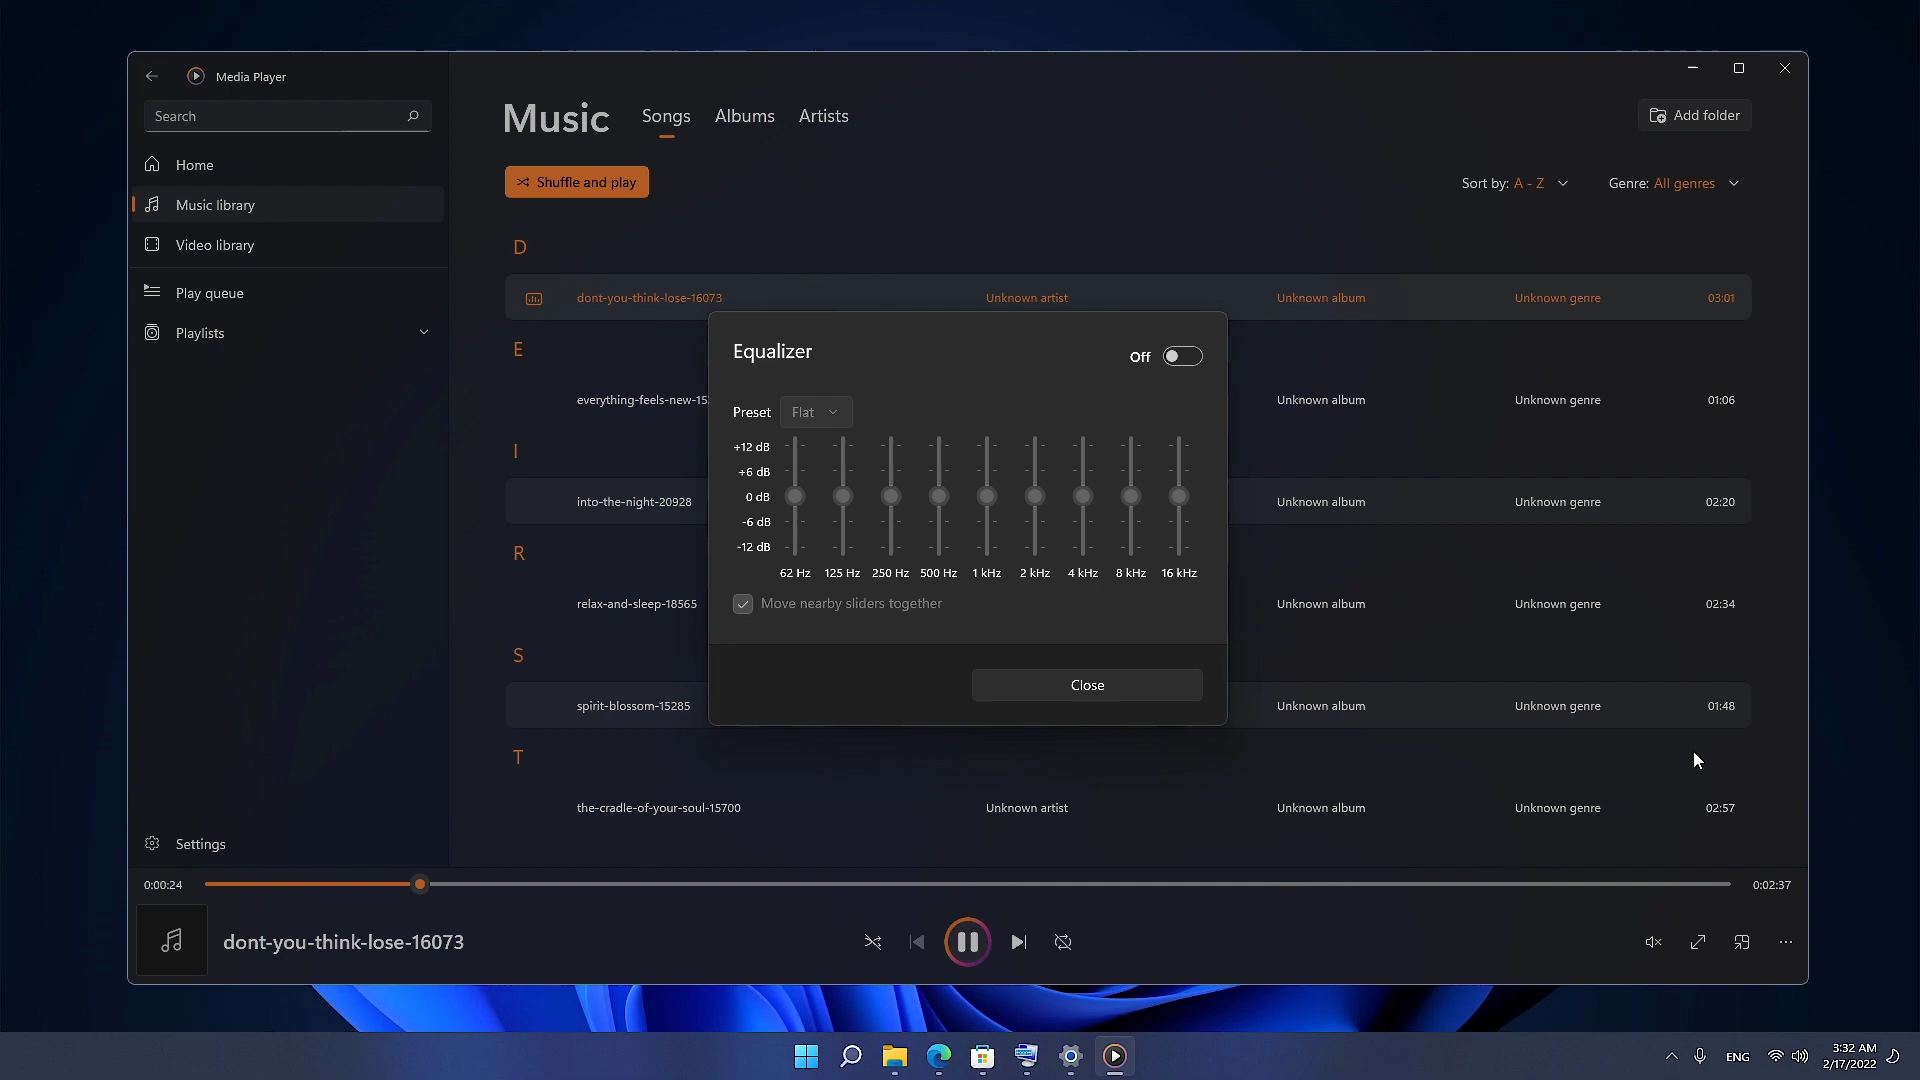 Media Player
Search
Home
Music library
Video library
Play queue
Playlists
Settings
Music Songs Albums Artists
Add folder
Shuffle and play
Sort by: A - Z Genre: All genres
D
dont-you-think-lose-16073 Unknown artist Unknown album Unknown genre 03:01
E
everything-feels-new-15 Unknown album Unknown genre 01:06
I
into-the-night-20928 Unknown album Unknown genre 02:20
R
relax-and-sleep-18565 Unknown album Unknown genre 02:34
S
spirit-blossom-15285 Unknown album Unknown genre 01:48
T
the-cradle-of-your-soul-15700 Unknown artist Unknown album Unknown genre 02:57
Equalizer Off
Preset Flat
+12 dB
+6 dB
0 dB
-6 dB
-12 dB
62 Hz 125 Hz 250 Hz 500 Hz 1 kHz 2 kHz 4 kHz 8 kHz 16 kHz
Move nearby sliders together
Close
0:00:24 0:02:37
dont-you-think-lose-16073
ENG
3:32 AM
2/17/2022